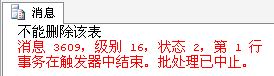 消息
不能删除该表
消息 3609，级别 16，状态 2，第 1 行
事务在触发器中结束。批处理已中止。